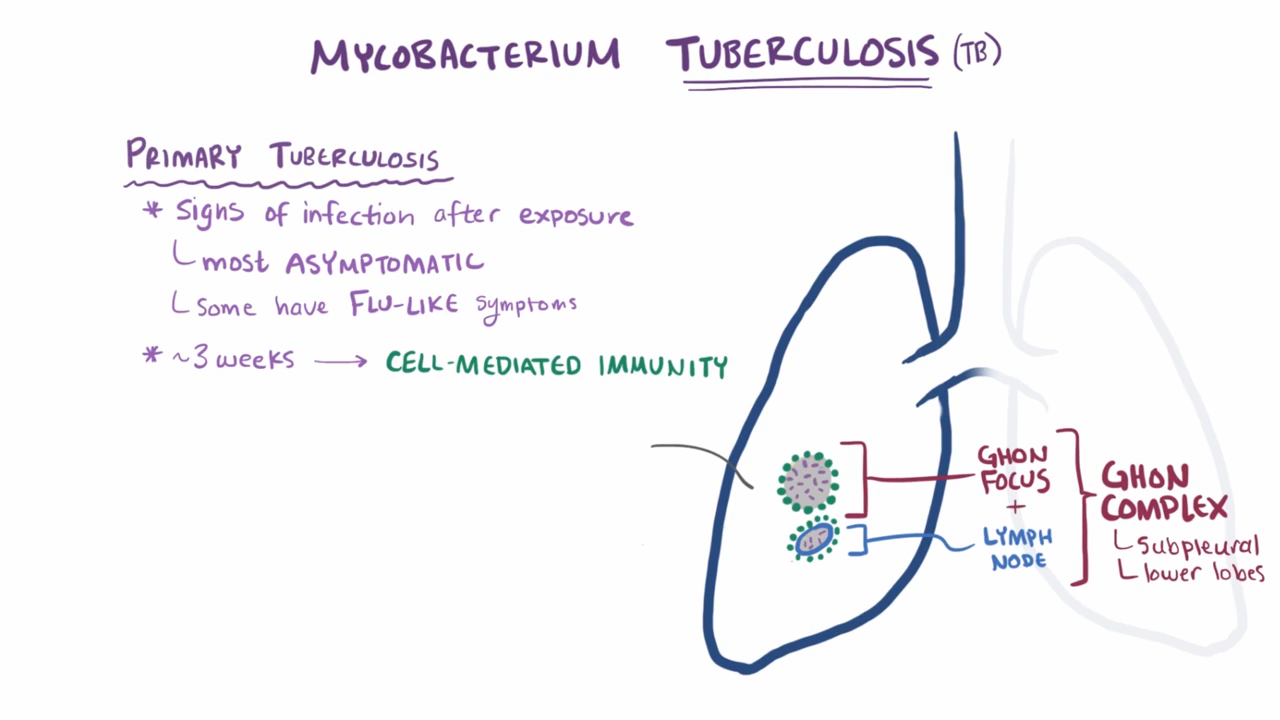 MYCOBACTERIUM TUBERCULOSIS (TB)
PRIMARY TUBERCULOSIS
* Signs of infection after exposure
most ASYMPTOMATIC
Some have FLU-LIKE symptoms
* ~3 weeks → CELL-MEDIATED IMMUNITY
GHON
FOCUS
+
LYMPH
NODE
GHON
COMPLEX
subpleural
lower lobes